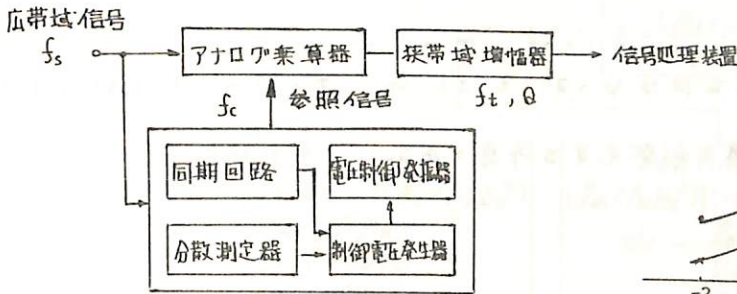 広帯域信号
fs
アナログ乗算器
狭帯域増幅器
信号処理装置
fc
参照信号
ft, Q
同期回路
電圧制御発振器
分散測定器
制御電圧発生器
-2